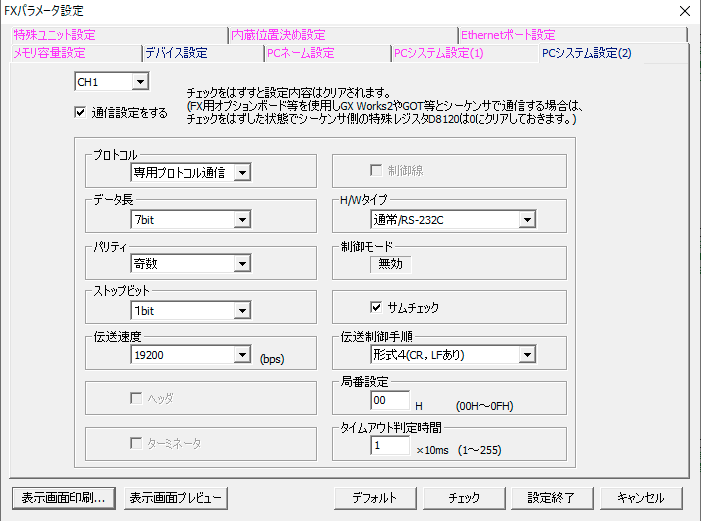 FXパラメータ設定
特殊ユニット設定
内蔵位置決め設定
Ethernetポート設定
メモリ容量設定
デバイス設定
PCネーム設定
PCシステム設定(1)
PCシステム設定(2)
CH1
チェックをはずすと設定内容はクリアされます。
(FX用オプションボード等を使用しGX Works2やGOT等とシーケンサで通信する場合は、
チェックをはずした状態でシーケンサ側の特殊レジスタD8120は0にクリアしておきます。)
通信設定をする
プロトコル
専用プロトコル通信
制御線
データ長
7bit
H/Wタイプ
通常/RS-232C
パリティ
奇数
制御モード
無効
ストップビット
1bit
サムチェック
伝送速度
19200
(bps)
伝送制御手順
形式4(CR，LFあり)
ヘッダ
局番設定
00
H
(00H～0FH)
ターミネータ
タイムアウト判定時間
1
×10ms
(1～255)
表示画面印刷...
表示画面プレビュー
デフォルト
チェック
設定終了
キャンセル